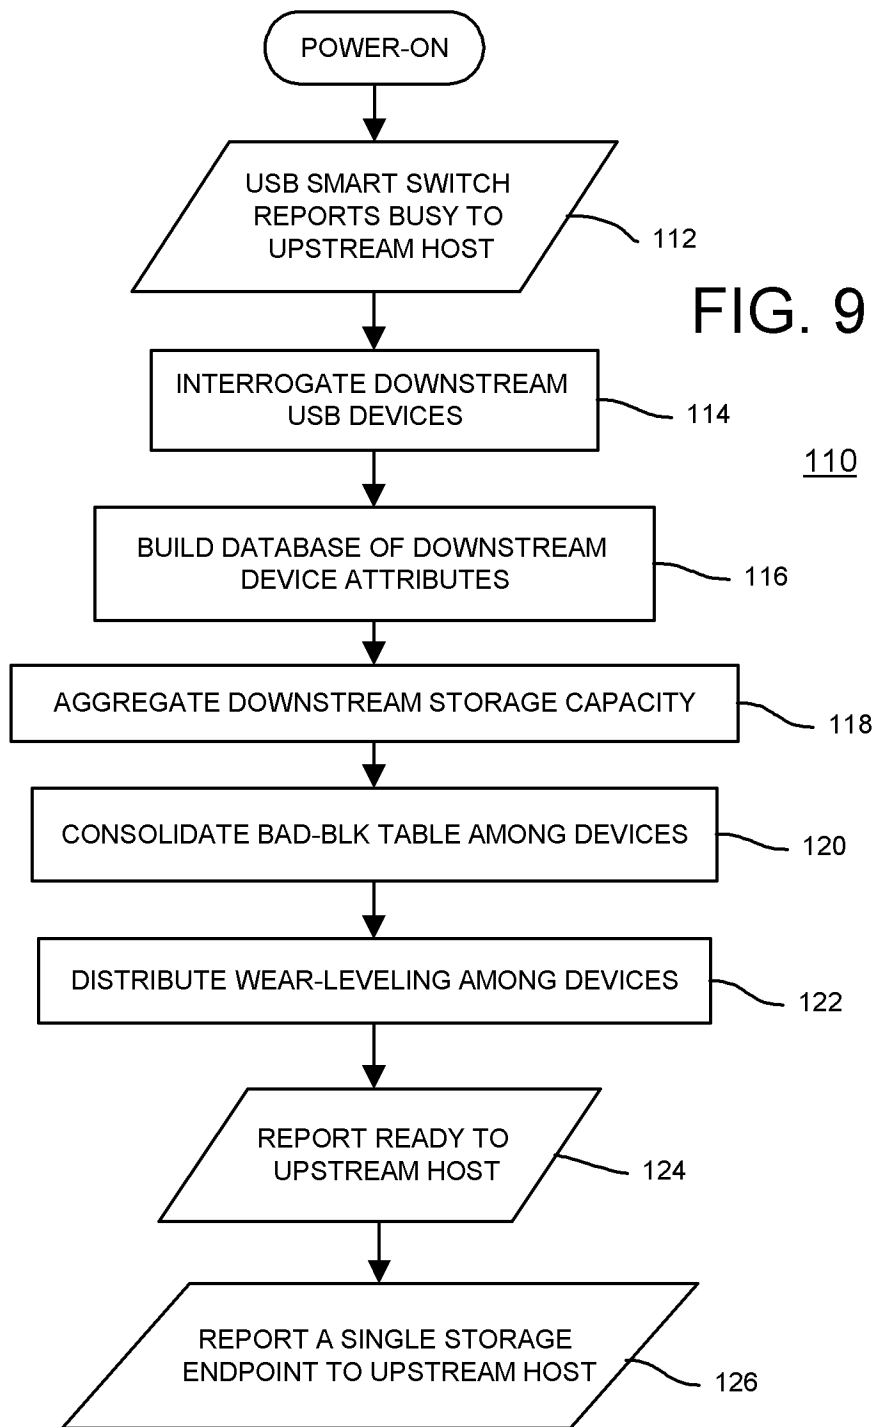 POWER-ON
USB SMART SWITCH
REPORTS BUSY TO
UPSTREAM HOST
112
FIG. 9
INTERROGATE DOWNSTREAM
USB DEVICES
114
110
BUILD DATABASE OF DOWNSTREAM
DEVICE ATTRIBUTES
116
AGGREGATE DOWNSTREAM STORAGE CAPACITY
118
CONSOLIDATE BAD-BLK TABLE AMONG DEVICES
120
DISTRIBUTE WEAR-LEVELING AMONG DEVICES
122
REPORT READY TO
UPSTREAM HOST
124
REPORT A SINGLE STORAGE
ENDPOINT TO UPSTREAM HOST
126